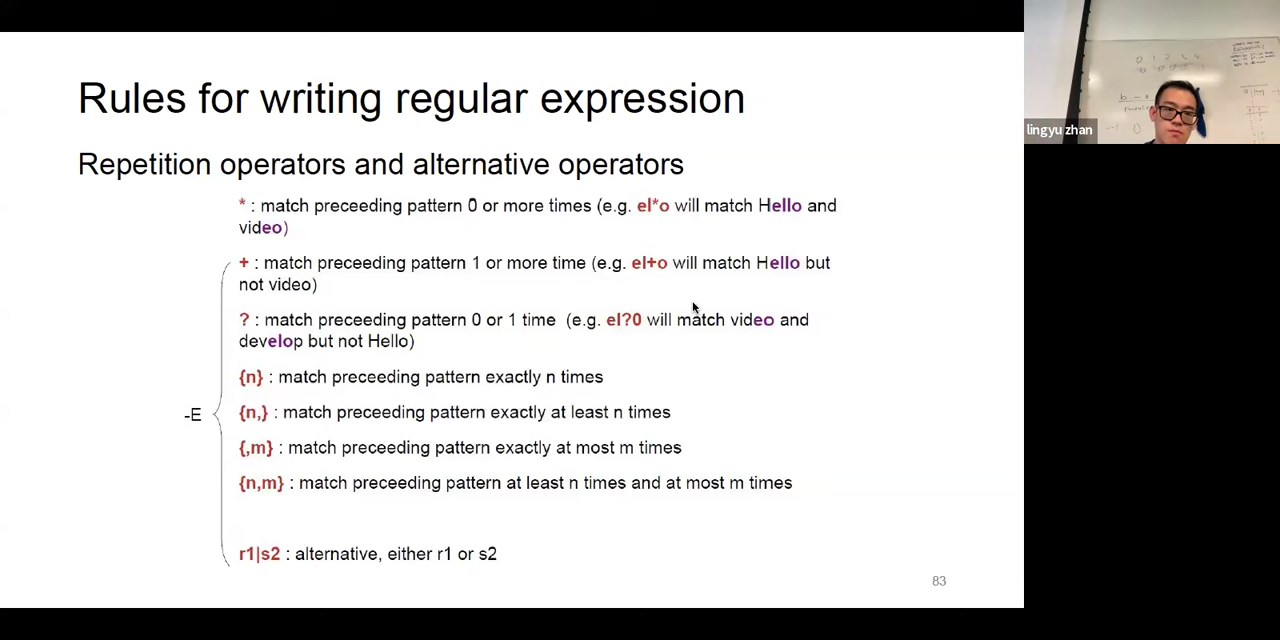 Rules for writing regular expression
Repetition operators and alternative operators
* : match preceeding pattern 0 or more times (e.g. el*o will match Hello and
video)
+ : match preceeding pattern 1 or more time (e.g. el+o will match Hello but
not video)
? : match preceeding pattern 0 or 1 time (e.g. el?0 will match video and
develop but not Hello)
{n} : match preceeding pattern exactly n times
-E
{n,} : match preceeding pattern exactly at least n times
{,m} : match preceeding pattern exactly at most m times
{n,m} : match preceeding pattern at least n times and at most m times
r1|s2 : alternative, either r1 or s2
83
lingyu zhan